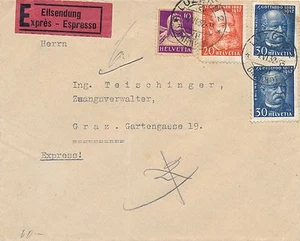 E Eilsendung
Exprès - Espresso
Herrn
Ing. Teischinger,
Zwangsverwalter,
Graz. Gartengasse 19.
Express!
10
HELVETIA
20
HELVETIA
30 HELVETIA
30 HELVETIA
60-